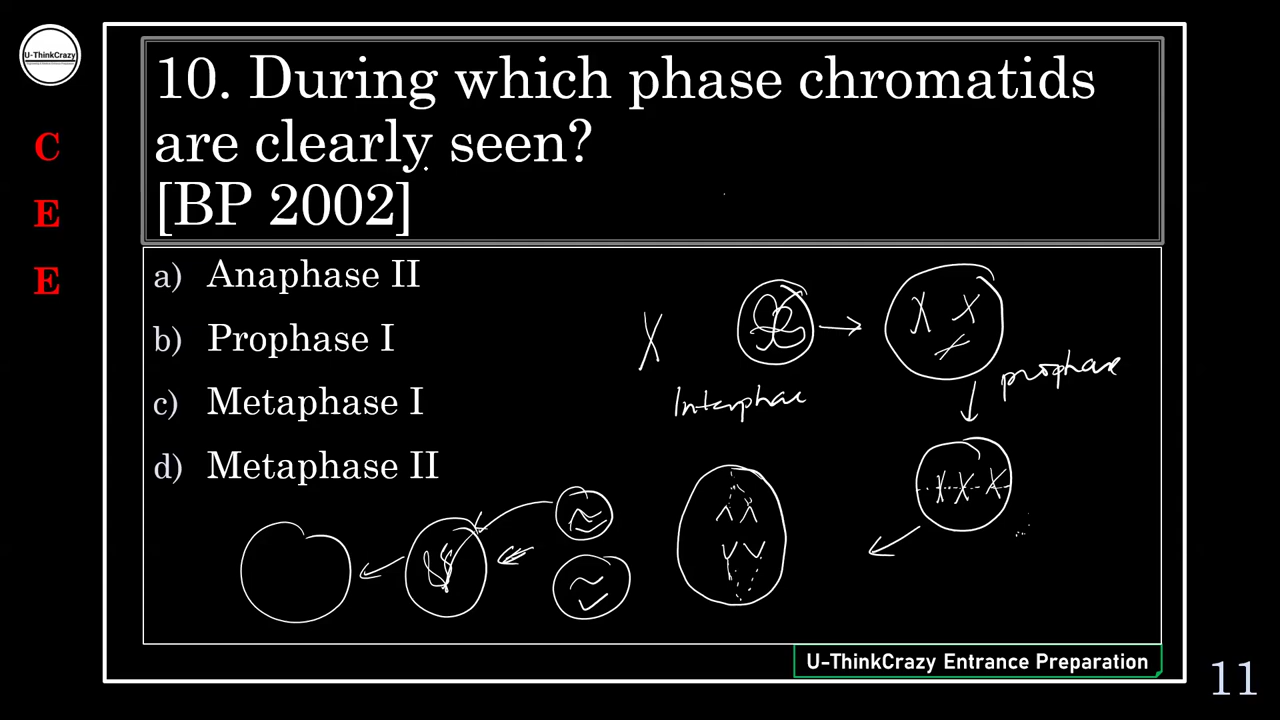 U-ThinkCrazy
C
E
E
10. During which phase chromatids
are clearly seen?
[BP 2002]
a) Anaphase II
b) Prophase I
c) Metaphase I
d) Metaphase II
Interphase
prophase
U-ThinkCrazy Entrance Preparation
11